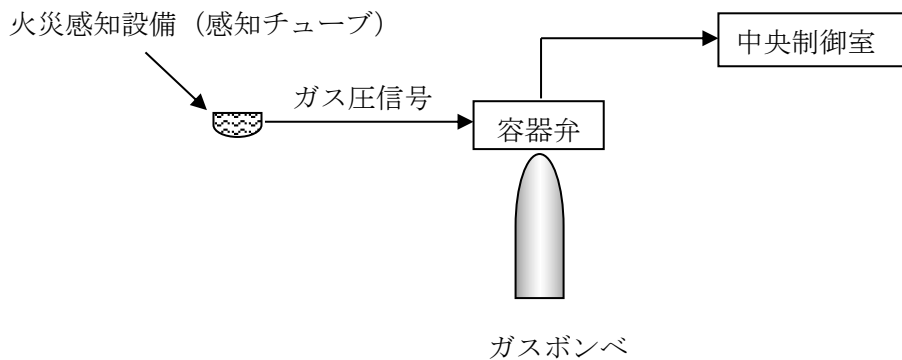 火災感知設備（感知チューブ）
中央制御室
ガス圧信号
容器弁
ガスボンベ